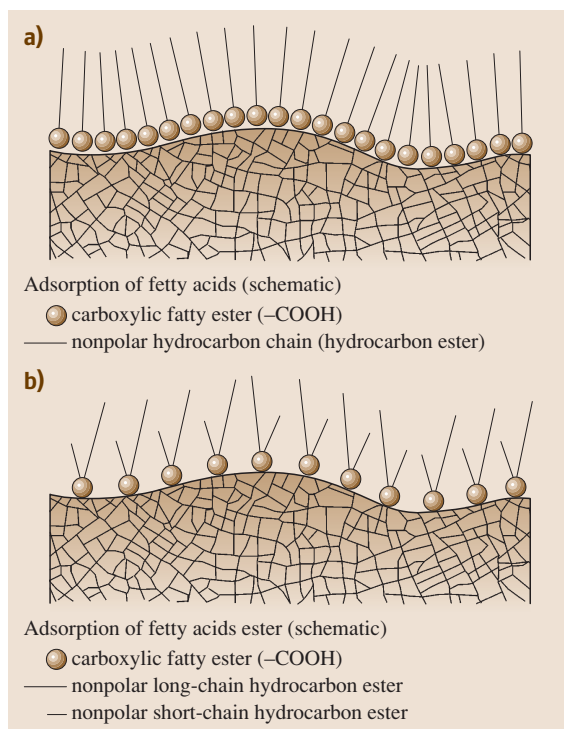 a)
Adsorption of fetty acids (schematic)
carboxylic fatty ester (–COOH)
nonpolar hydrocarbon chain (hydrocarbon ester)
b)
Adsorption of fetty acids ester (schematic)
carboxylic fatty ester (–COOH)
nonpolar long-chain hydrocarbon ester
nonpolar short-chain hydrocarbon ester